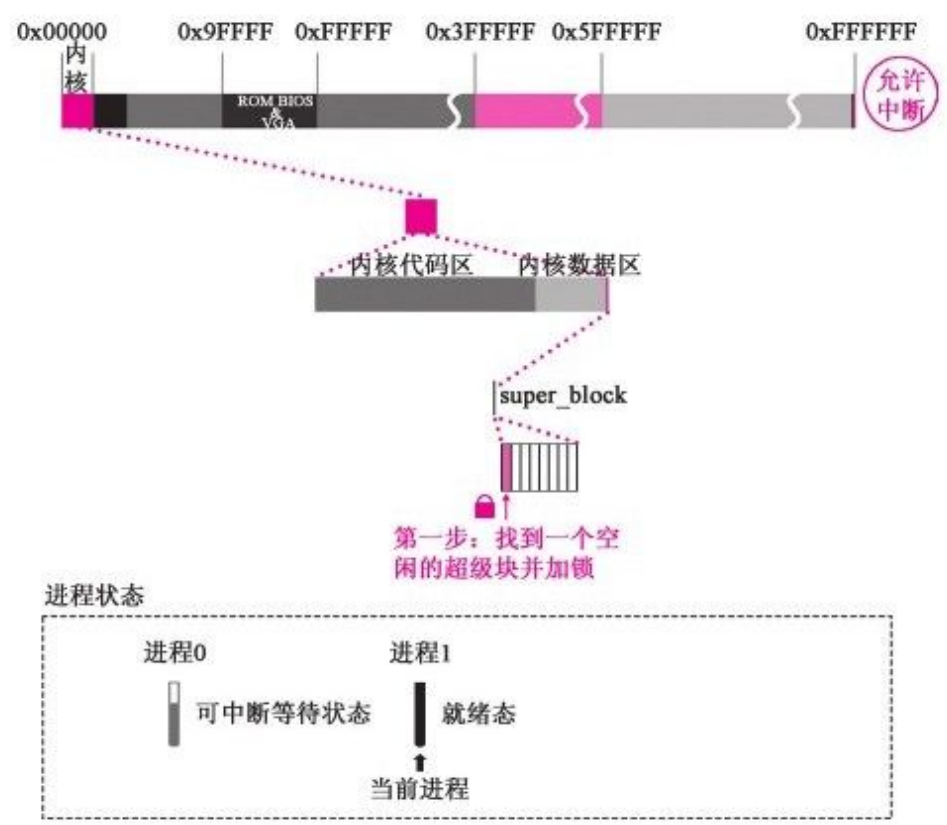 0x00000 0x9FFFF 0xFFFFF 0x3FFFFF 0x5FFFFF 0xFFFFFF
内
核
ROM BIOS
&
VGA
允许
中断
内核代码区 内核数据区
super_block
第一步：找到一个空
闲的超级块并加锁
进程状态
进程0 进程1
可中断等待状态 就绪态
当前进程